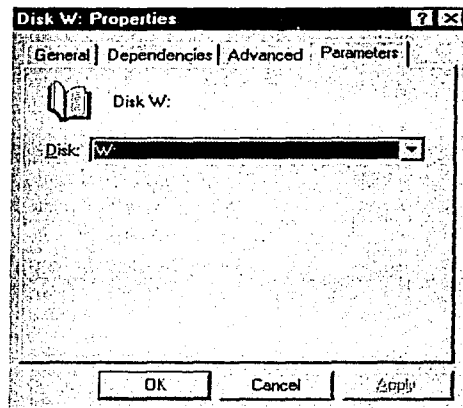 Disk W: Properties
General Dependencies Advanced Parameters
Disk W:
Disk: W:
OK Cancel Apply